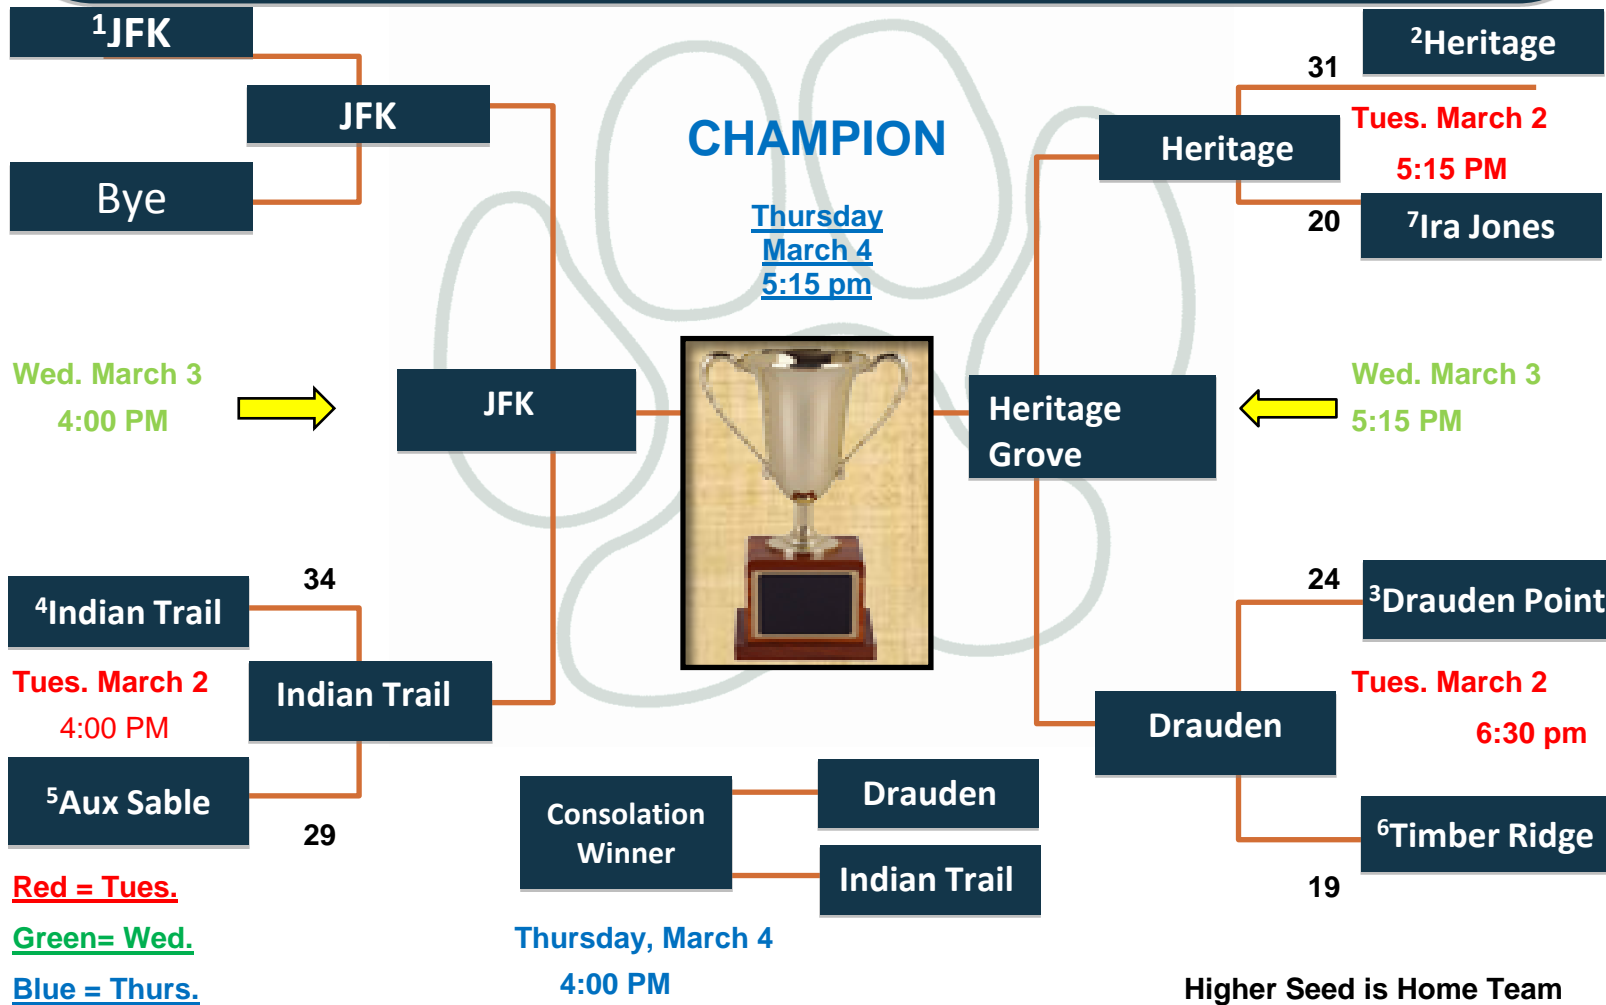 ¹JFK
JFK
Bye
CHAMPION
Thursday
March 4
5:15 pm
31
²Heritage
Tues. March 2
5:15 PM
Heritage
20
⁷Ira Jones
Wed. March 3
4:00 PM
JFK
Heritage
Grove
Wed. March 3
5:15 PM
34
⁴Indian Trail
Tues. March 2
4:00 PM
Indian Trail
⁵Aux Sable
29
24
³Drauden Point
Tues. March 2
6:30 pm
Drauden
⁶Timber Ridge
19
Consolation
Winner
Drauden
Indian Trail
Thursday, March 4
4:00 PM
Red = Tues.
Green= Wed.
Blue = Thurs.
Higher Seed is Home Team